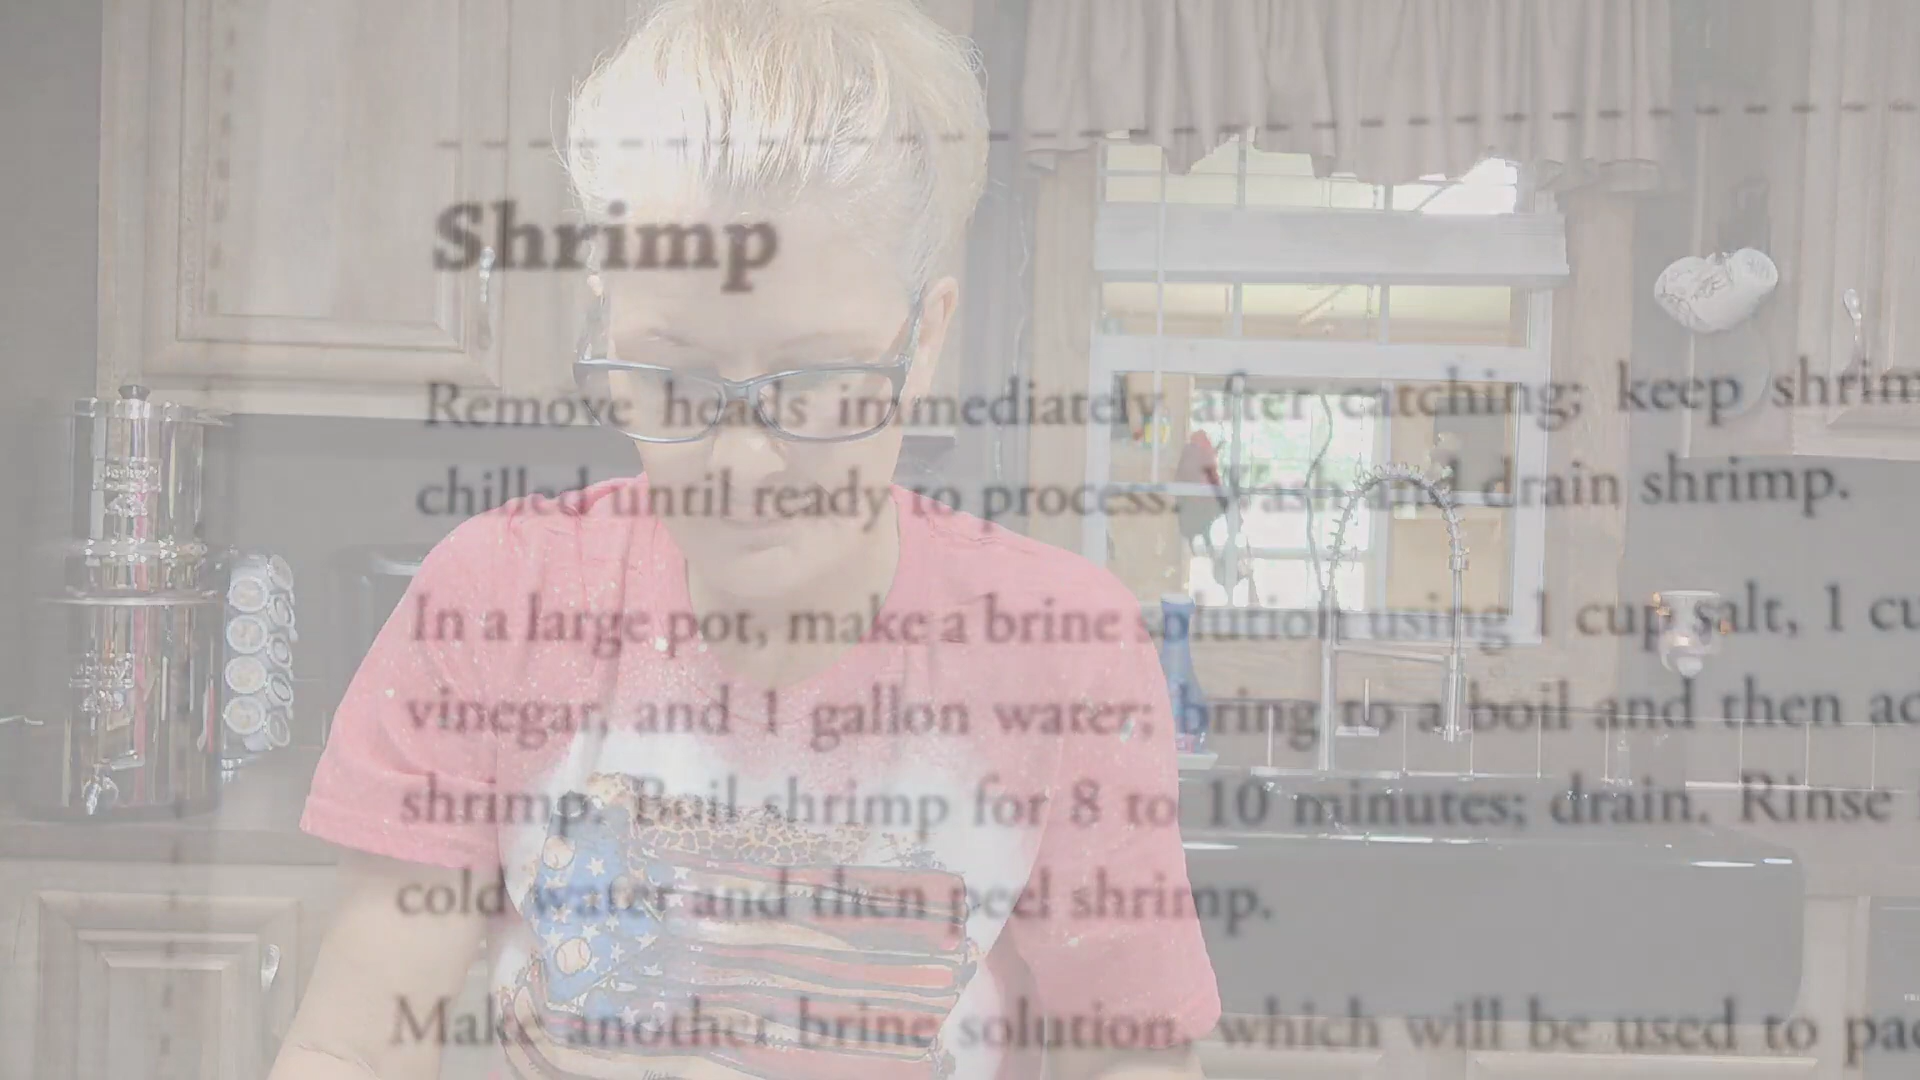 Shrimp
Remove heads immediately after catching; keep shrim
chilled until ready to process. Wash and drain shrimp.
In a large pot, make a brine solution using 1 cup salt, 1 cu
vinegar, and 1 gallon water; bring to a boil and then ad
shrimp. Boil shrimp for 8 to 10 minutes; drain. Rinse
cold water and then peel shrimp.
Make another brine solution, which will be used to pac